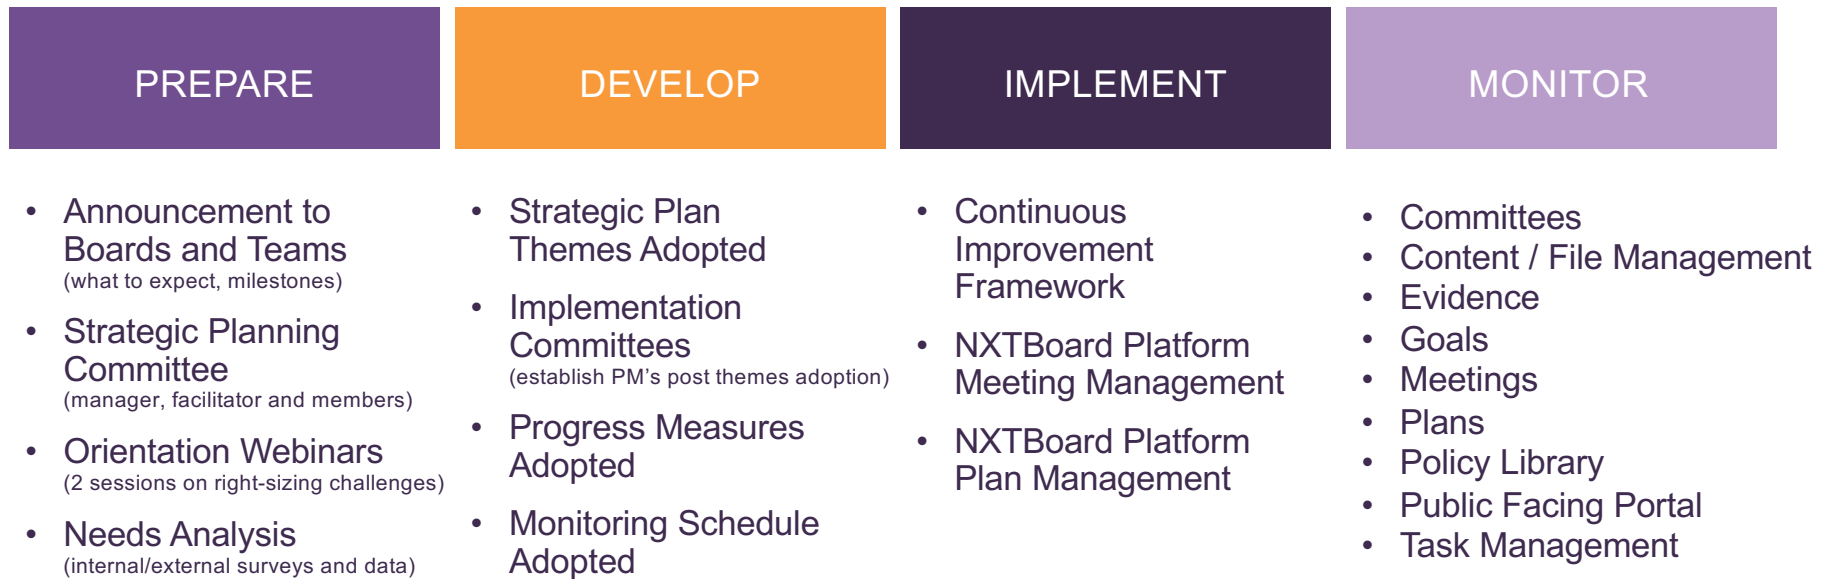 PREPARE
• Announcement to
Boards and Teams
(what to expect, milestones)
• Strategic Planning
Committee
(manager, facilitator and members)
• Orientation Webinars
(2 sessions on right-sizing challenges)
• Needs Analysis
(internal/external surveys and data)
DEVELOP
• Strategic Plan
Themes Adopted
• Implementation
Committees
(establish PM's post themes adoption)
• Progress Measures
Adopted
• Monitoring Schedule
Adopted
IMPLEMENT
• Continuous
Improvement
Framework
• NXTBoard Platform
Meeting Management
• NXTBoard Platform
Plan Management
MONITOR
• Committees
• Content / File Management
• Evidence
• Goals
• Meetings
• Plans
• Policy Library
• Public Facing Portal
• Task Management